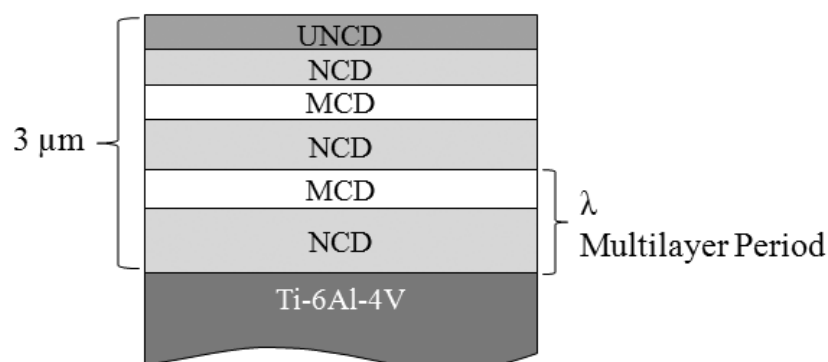 UNCD
NCD
MCD
3 µm
NCD
MCD
λ
Multilayer Period
NCD
Ti-6Al-4V